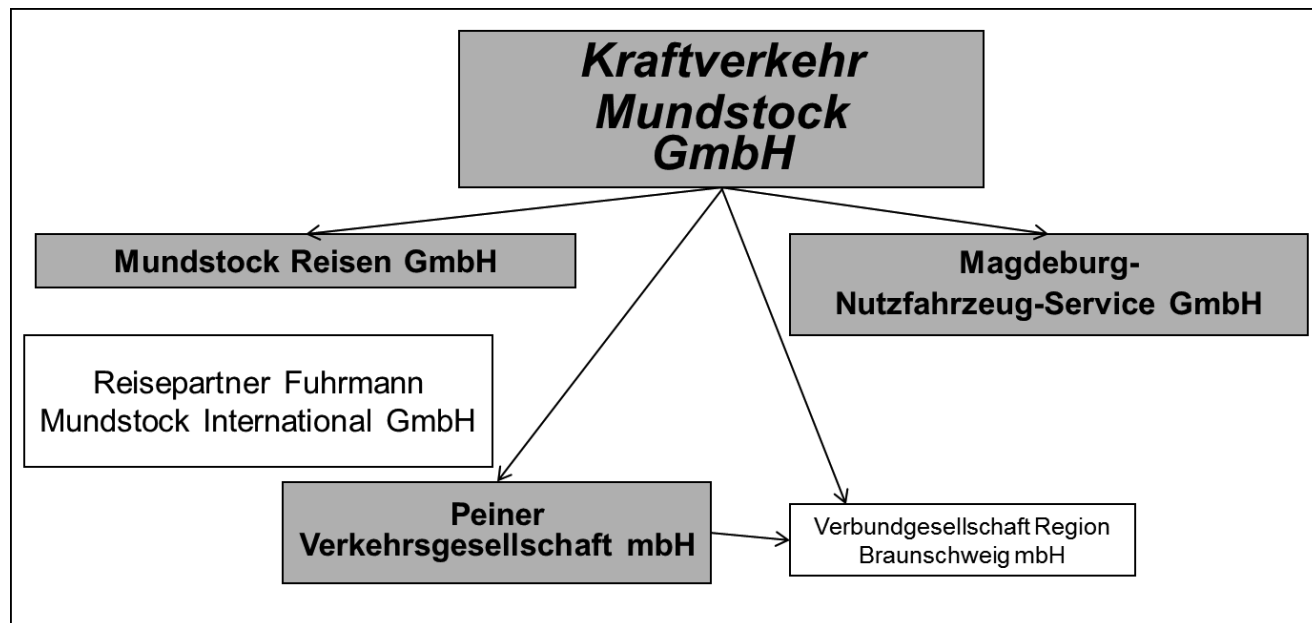 Kraftverkehr
Mundstock
GmbH
Mundstock Reisen GmbH
Magdeburg-
Nutzfahrzeug-Service GmbH
Reisepartner Fuhrmann
Mundstock International GmbH
Peiner
Verkehrsgesellschaft mbH
Verbundgesellschaft Region
Braunschweig mbH